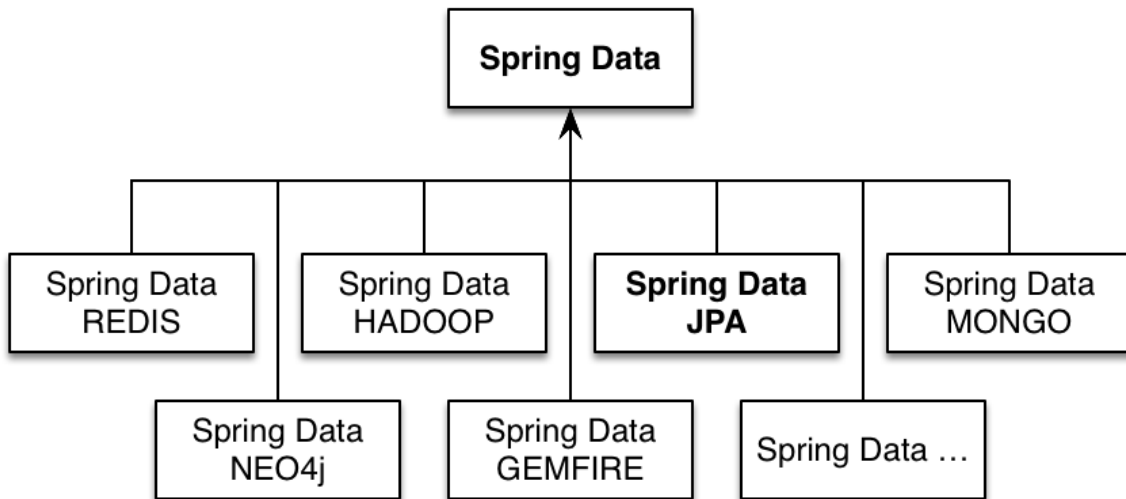 Spring Data
Spring Data
REDIS
Spring Data
HADOOP
Spring Data
JPA
Spring Data
MONGO
Spring Data
NEO4j
Spring Data
GEMFIRE
Spring Data …